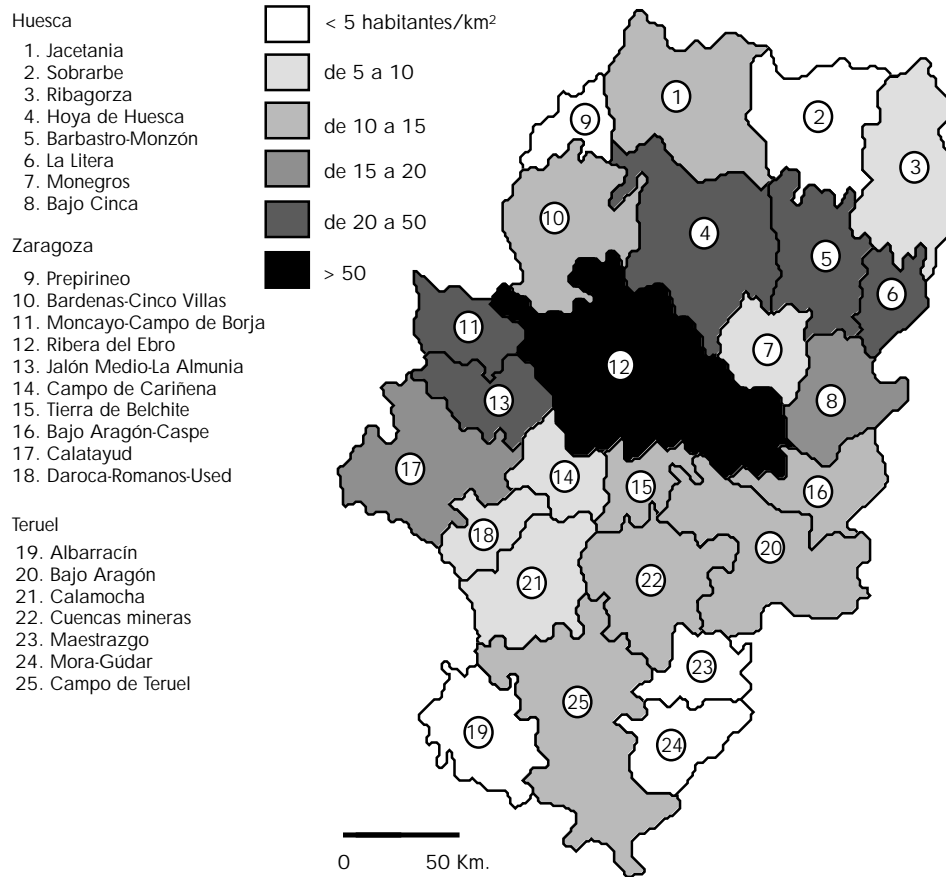 Huesca
1. Jacetania
2. Sobrarbe
3. Ribagorza
4. Hoya de Huesca
5. Barbastro-Monzón
6. La Litera
7. Monegros
8. Bajo Cinca
Zaragoza
9. Prepirineo
10. Bardenas-Cinco Villas
11. Moncayo-Campo de Borja
12. Ribera del Ebro
13. Jalón Medio-La Almunia
14. Campo de Cariñena
15. Tierra de Belchite
16. Bajo Aragón-Caspe
17. Calatayud
18. Daroca-Romanos-Used
Teruel
19. Albarracín
20. Bajo Aragón
21. Calamocha
22. Cuencas mineras
23. Maestrazgo
24. Mora-Gúdar
25. Campo de Teruel
< 5 habitantes/km²
de 5 a 10
de 10 a 15
de 15 a 20
de 20 a 50
> 50
1
2
9
3
10
4
5
6
11
7
12
13
8
17
14
15
16
18
20
21
22
23
25
19
24
0 50 Km.